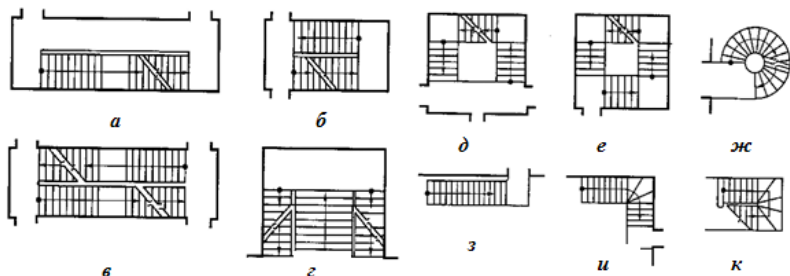 а б д е ж
в г з и к